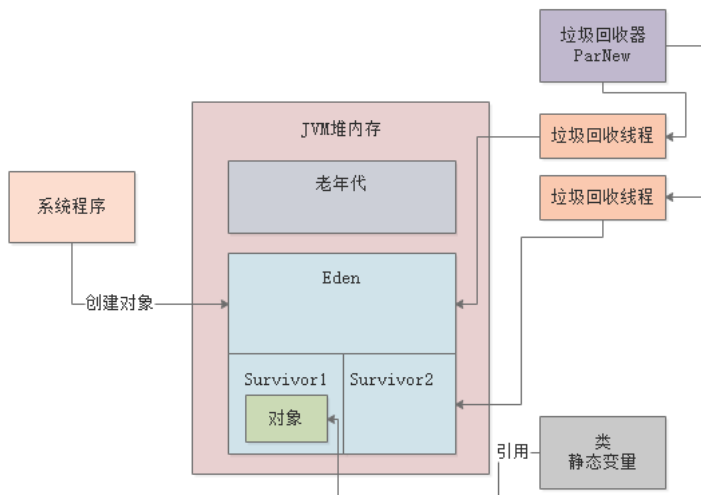 垃圾回收器
ParNew
JVM堆内存
垃圾回收线程
老年代
系统程序
垃圾回收线程
Eden
创建对象
Survivor1
Survivor2
对象
引用
类
静态变量